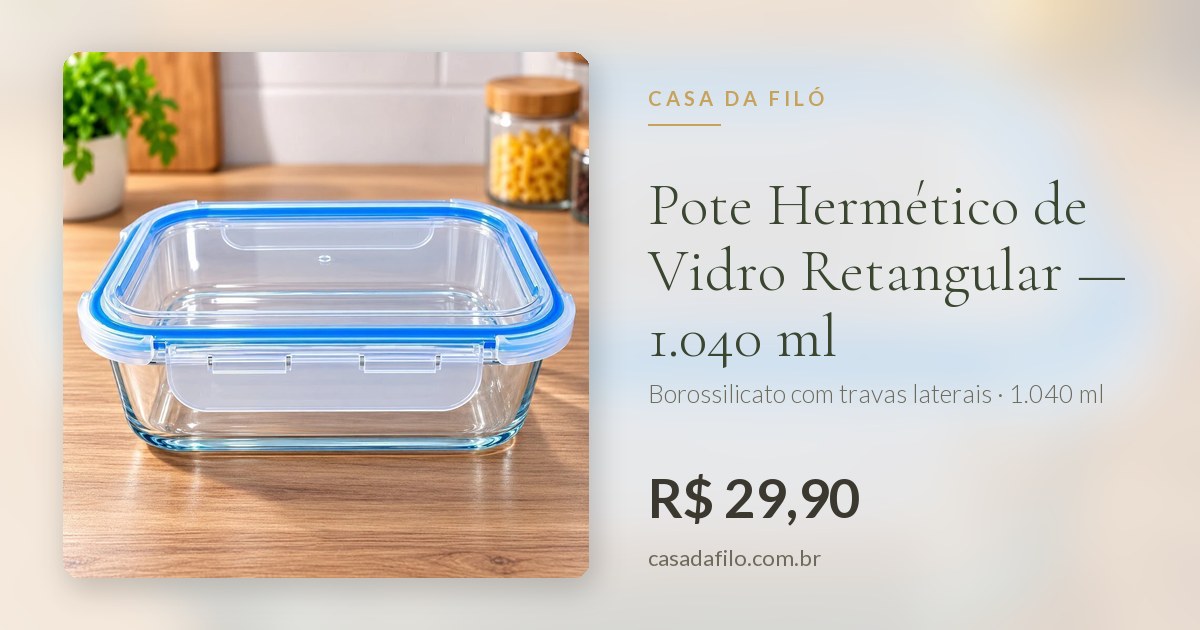 CASA DA FILÓ
Pote Hermético de
Vidro Retangular —
1.040 ml
Borossilicato com travas laterais · 1.040 ml
R$ 29,90
casadafilo.com.br